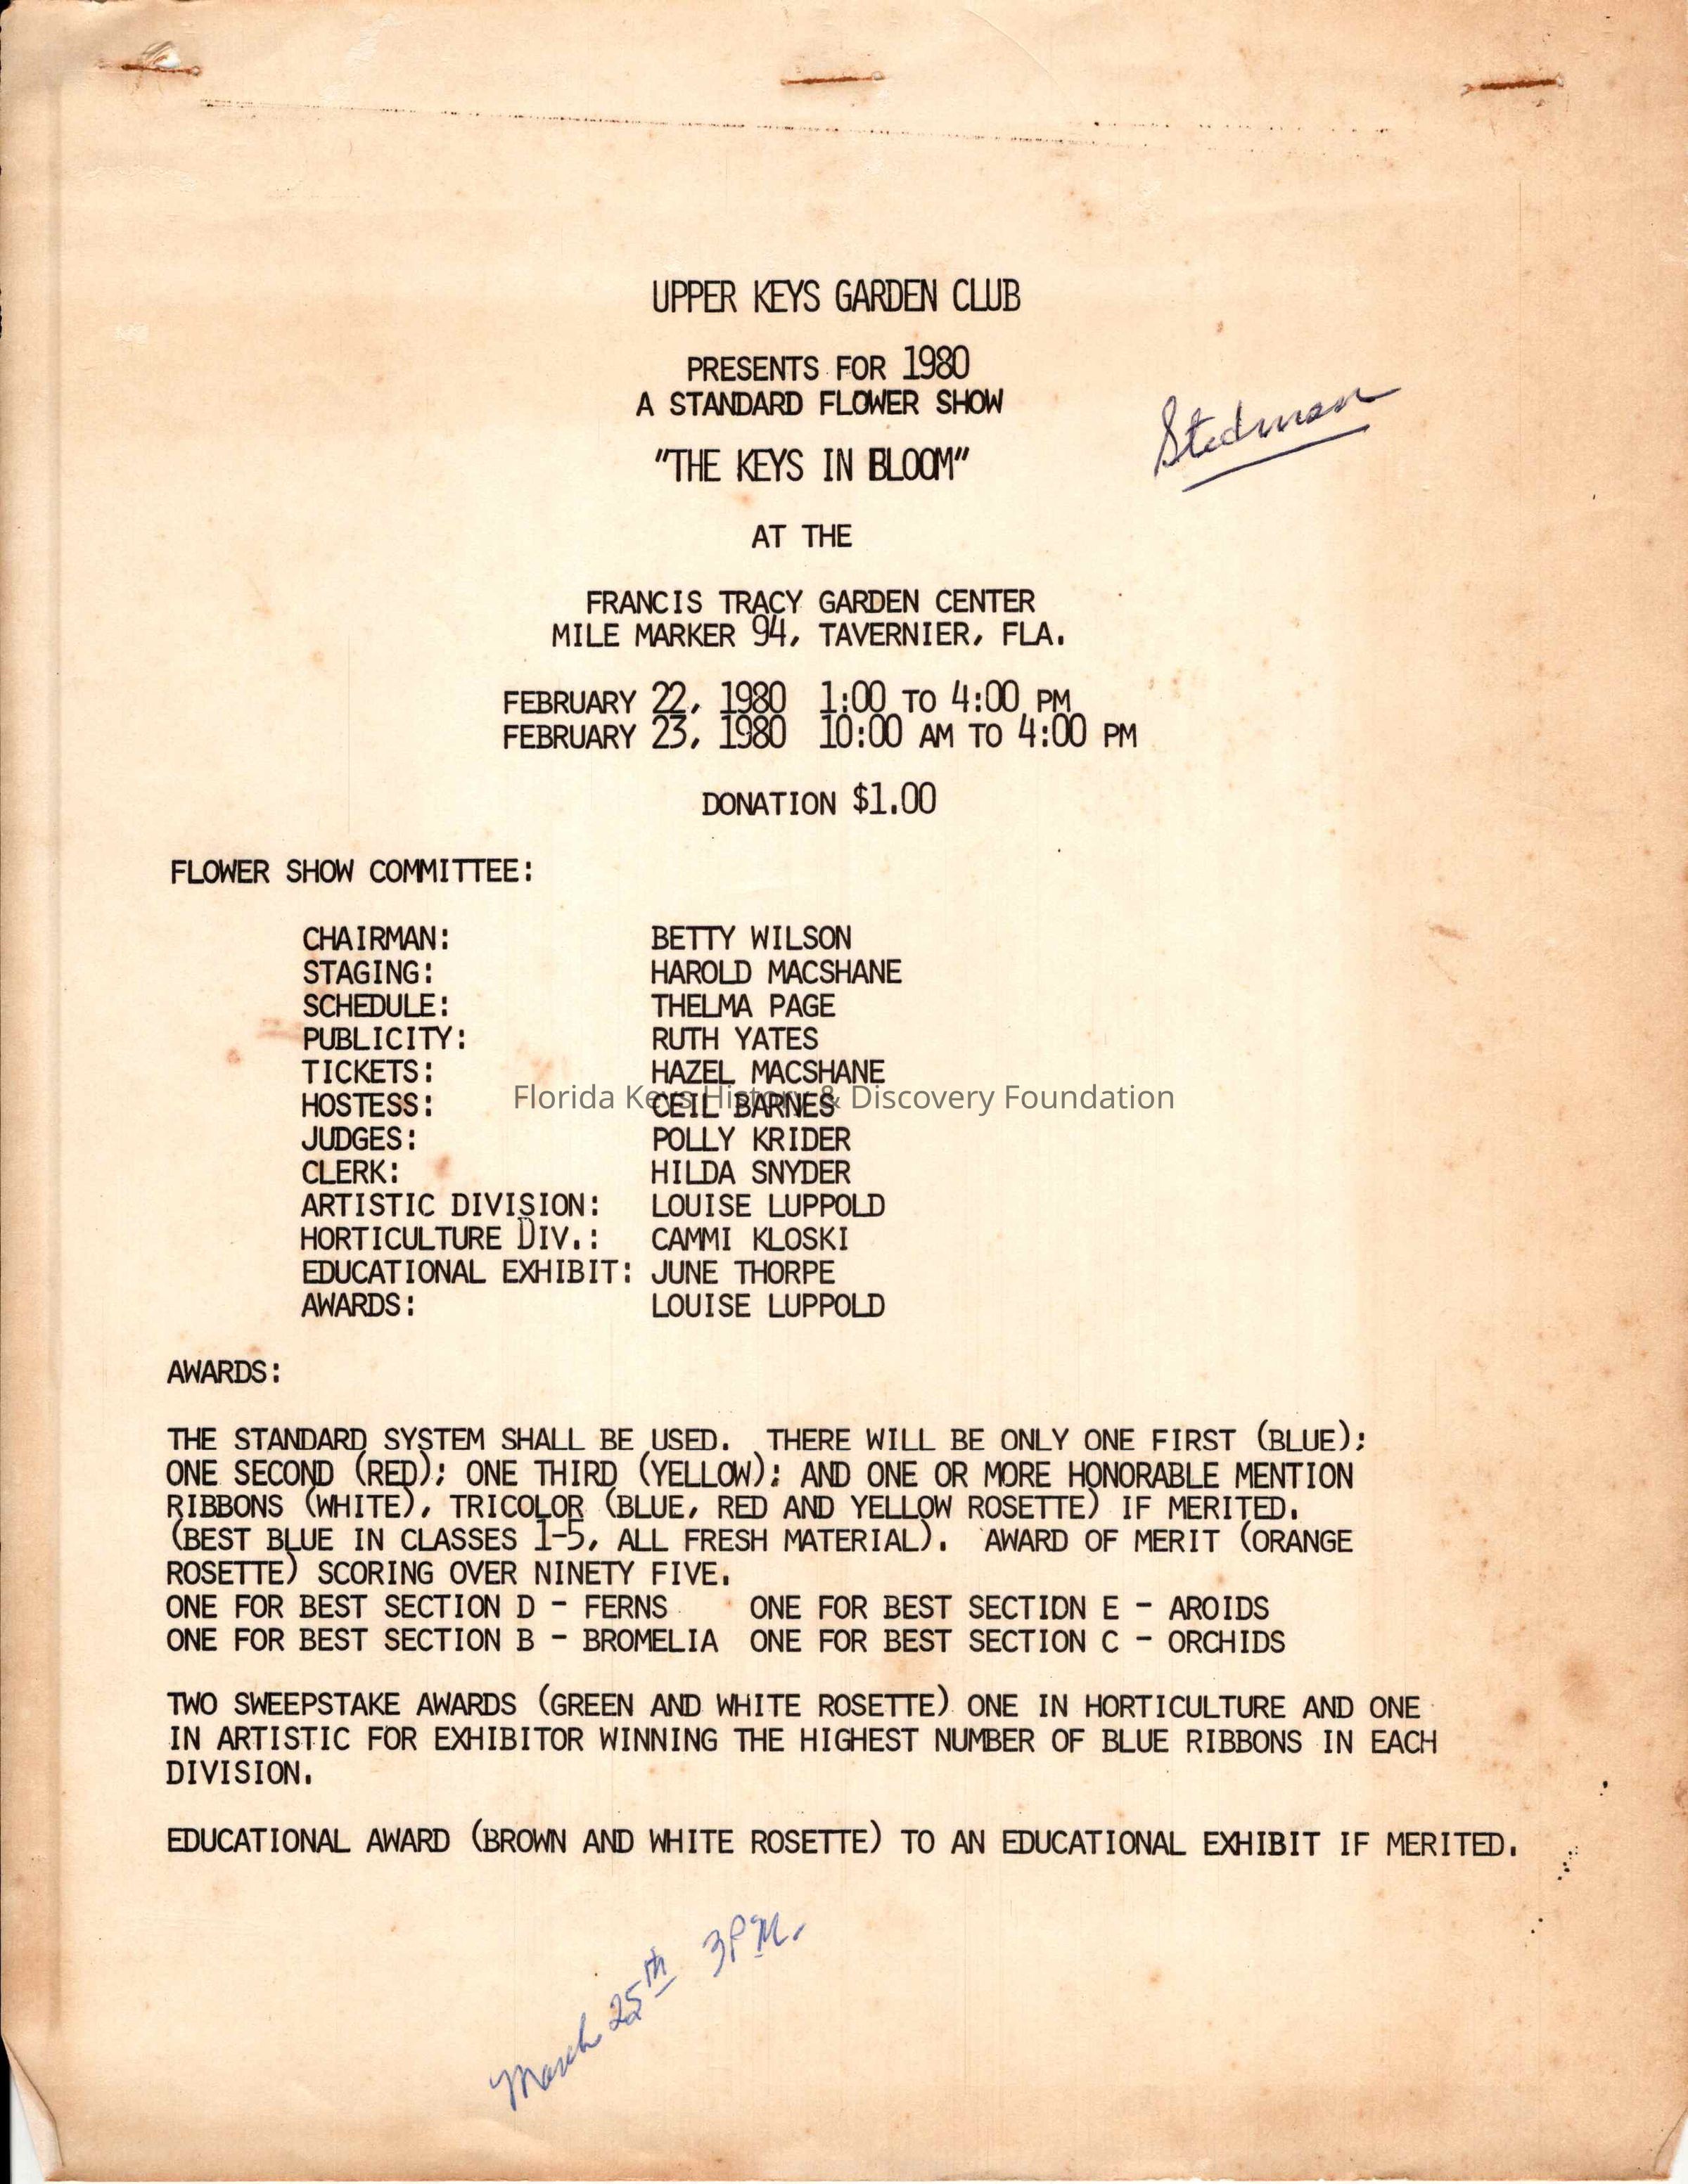 UPPER KEYS GARDEN CLUB
PRESENTS FOR 1980
A STANDARD FLOWER SHOW
Stedman
"THE KEYS IN BLOOM"
AT THE
FRANCIS TRACY GARDEN CENTER
MILE MARKER 94, TAVERNIER, FLA.
FEBRUARY 22, 1980 1:00 TO 4:00 PM
FEBRUARY 23, 1980 10:00 AM TO 4:00 PM
DONATION $1.00
FLOWER SHOW COMMITTEE:
CHAIRMAN: BETTY WILSON
STAGING: HAROLD MACSHANE
SCHEDULE: THELMA PAGE
PUBLICITY: RUTH YATES
TICKETS: HAZEL MACSHANE
Florida Keys History & Discovery Foundation
HOSTESS: CEIL BARNES
JUDGES: POLLY KRIDER
CLERK: HILDA SNYDER
ARTISTIC DIVISION: LOUISE LUPPOLD
HORTICULTURE DIV.: CAMMI KLOSKI
EDUCATIONAL EXHIBIT: JUNE THORPE
AWARDS: LOUISE LUPPOLD
AWARDS:
THE STANDARD SYSTEM SHALL BE USED. THERE WILL BE ONLY ONE FIRST (BLUE);
ONE SECOND (RED); ONE THIRD (YELLOW); AND ONE OR MORE HONORABLE MENTION
RIBBONS (WHITE), TRICOLOR (BLUE, RED AND YELLOW ROSETTE) IF MERITED.
(BEST BLUE IN CLASSES 1-5, ALL FRESH MATERIAL). AWARD OF MERIT (ORANGE
ROSETTE) SCORING OVER NINETY FIVE.
ONE FOR BEST SECTION D - FERNS ONE FOR BEST SECTION E - AROIDS
ONE FOR BEST SECTION B - BROMELIA ONE FOR BEST SECTION C - ORCHIDS
TWO SWEEPSTAKE AWARDS (GREEN AND WHITE ROSETTE) ONE IN HORTICULTURE AND ONE
IN ARTISTIC FOR EXHIBITOR WINNING THE HIGHEST NUMBER OF BLUE RIBBONS IN EACH
DIVISION.
EDUCATIONAL AWARD (BROWN AND WHITE ROSETTE) TO AN EDUCATIONAL EXHIBIT IF MERITED.
March 25th 3PM.